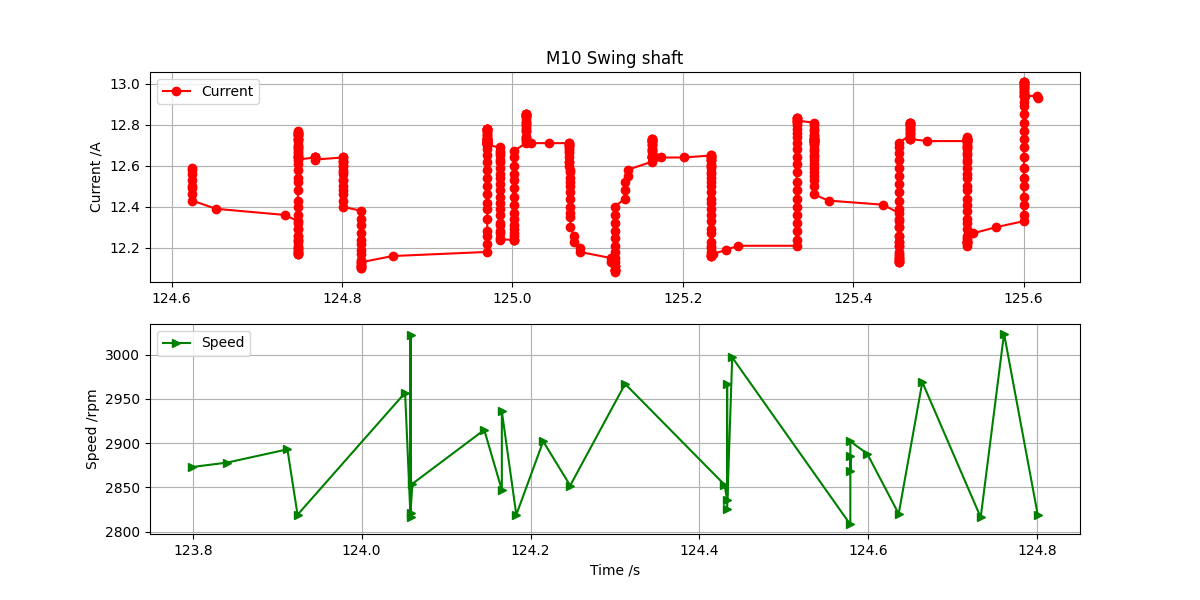 M10 Swing shaft
13.0
12.8
12.6
12.4
12.2
Current /A
Current
124.6 124.8 125.0 125.2 125.4 125.6
3000
2950
2900
2850
2800
Speed /rpm
Speed
123.8 124.0 124.2 124.4 124.6 124.8
Time /s